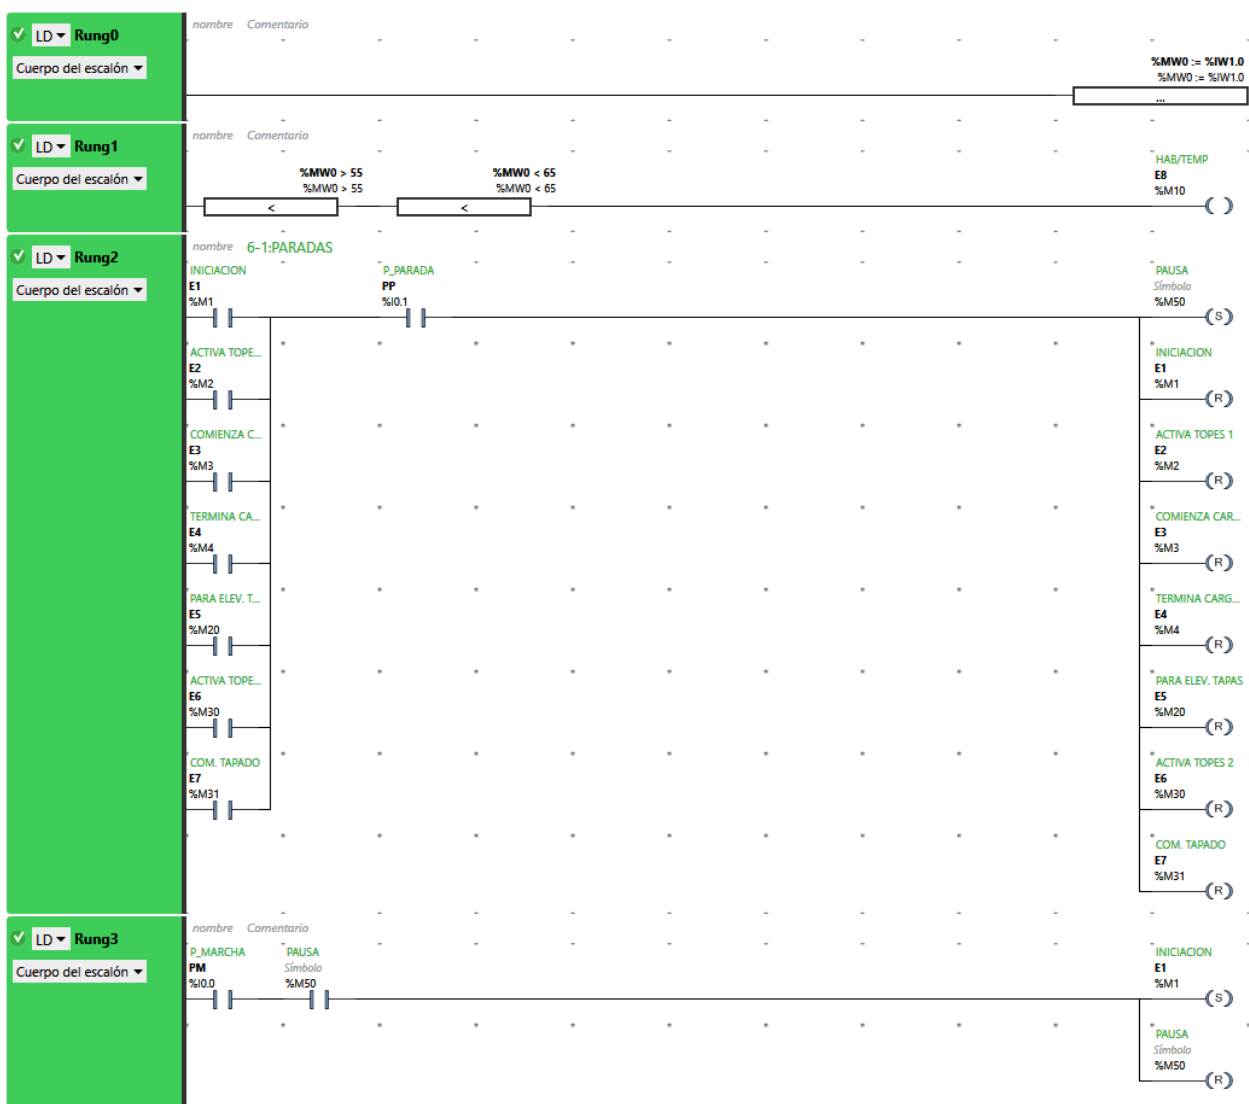 LD Rung0
Cuerpo del escalón
nombre Comentario
%MW0 := %IW1.0
%MW0 := %IW1.0
...
LD Rung1
Cuerpo del escalón
nombre Comentario
%MW0 > 55
%MW0 > 55
<
%MW0 < 65
%MW0 < 65
<
HAB/TEMP
E8
%M10
LD Rung2
Cuerpo del escalón
nombre 6-1:PARADAS
INICIACION
E1
%M1
P_PARADA
PP
%I0.1
PAUSA
Símbolo
%M50
S
ACTIVA TOPE...
E2
%M2
INICIACION
E1
%M1
R
COMIENZA C...
E3
%M3
ACTIVA TOPES 1
E2
%M2
R
TERMINA CA...
E4
%M4
COMIENZA CAR...
E3
%M3
R
PARA ELEV. T...
E5
%M20
TERMINA CARG...
E4
%M4
R
ACTIVA TOPE...
E6
%M30
PARA ELEV. TAPAS
E5
%M20
R
COM. TAPADO
E7
%M31
ACTIVA TOPES 2
E6
%M30
R
COM. TAPADO
E7
%M31
R
LD Rung3
Cuerpo del escalón
nombre Comentario
P_MARCHA
PM
%I0.0
PAUSA
Símbolo
%M50
INICIACION
E1
%M1
S
PAUSA
Símbolo
%M50
R